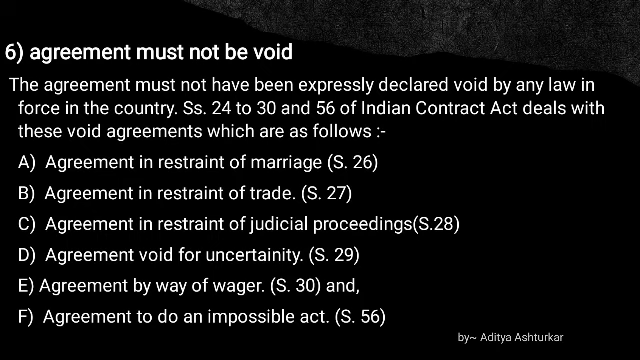 6) agreement must not be void
The agreement must not have been expressly declared void by any law in
force in the country. Ss. 24 to 30 and 56 of Indian Contract Act deals with
these void agreements which are as follows :-
A) Agreement in restraint of marriage (S. 26)
B) Agreement in restraint of trade. (S. 27)
C) Agreement in restraint of judicial proceedings(S.28)
D) Agreement void for uncertainity. (S. 29)
E) Agreement by way of wager. (S. 30) and,
F) Agreement to do an impossible act. (S. 56)
by~ Aditya Ashturkar